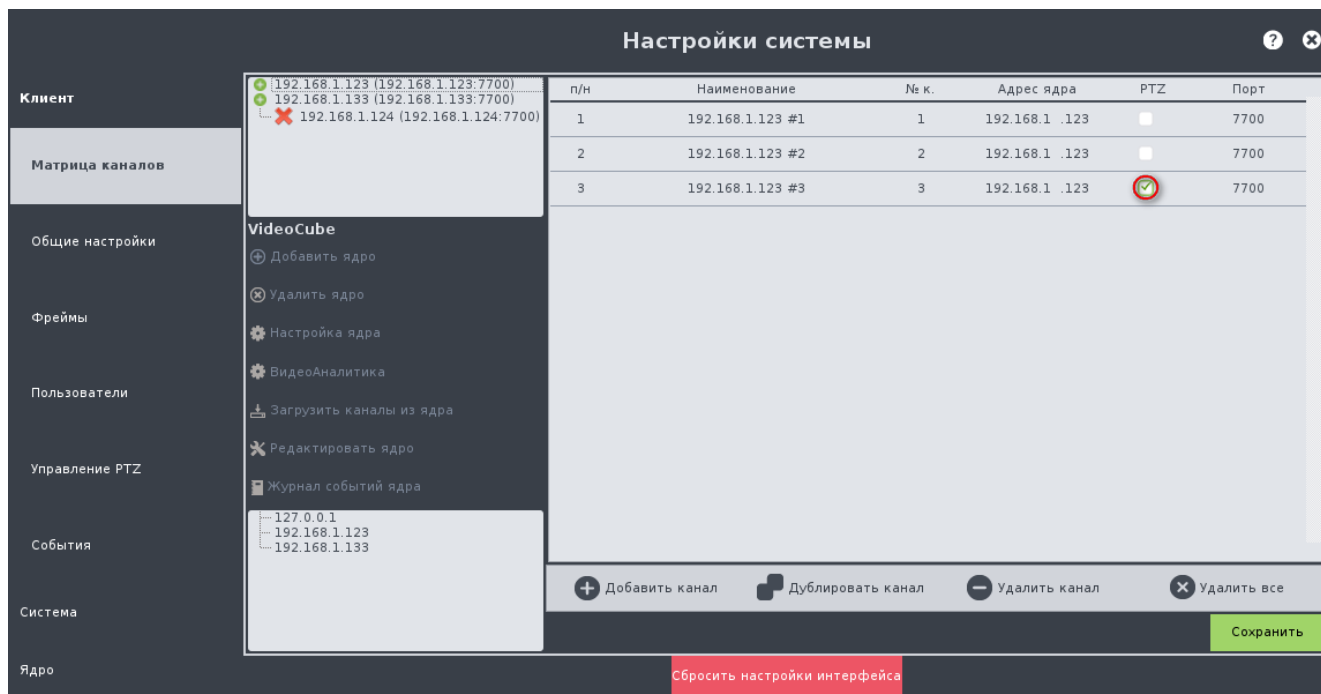 Настройки системы
?
Клиент
Матрица каналов
Общие настройки
Фреймы
Пользователи
Управление PTZ
События
Система
Ядро
192.168.1.123 (192.168.1.123:7700)
192.168.1.133 (192.168.1.133:7700)
192.168.1.124 (192.168.1.124:7700)
VideoCube
Добавить ядро
Удалить ядро
Настройка ядра
ВидеоАналитика
Загрузить каналы из ядра
Редактировать ядро
Журнал событий ядра
127.0.0.1
192.168.1.123
192.168.1.133
п/н Наименование № к. Адрес ядра PTZ Порт
1 192.168.1.123 #1 1 192.168.1 .123 7700
2 192.168.1.123 #2 2 192.168.1 .123 7700
3 192.168.1.123 #3 3 192.168.1 .123 7700
Добавить канал Дублировать канал Удалить канал Удалить все
Сохранить
Сбросить настройки интерфейса